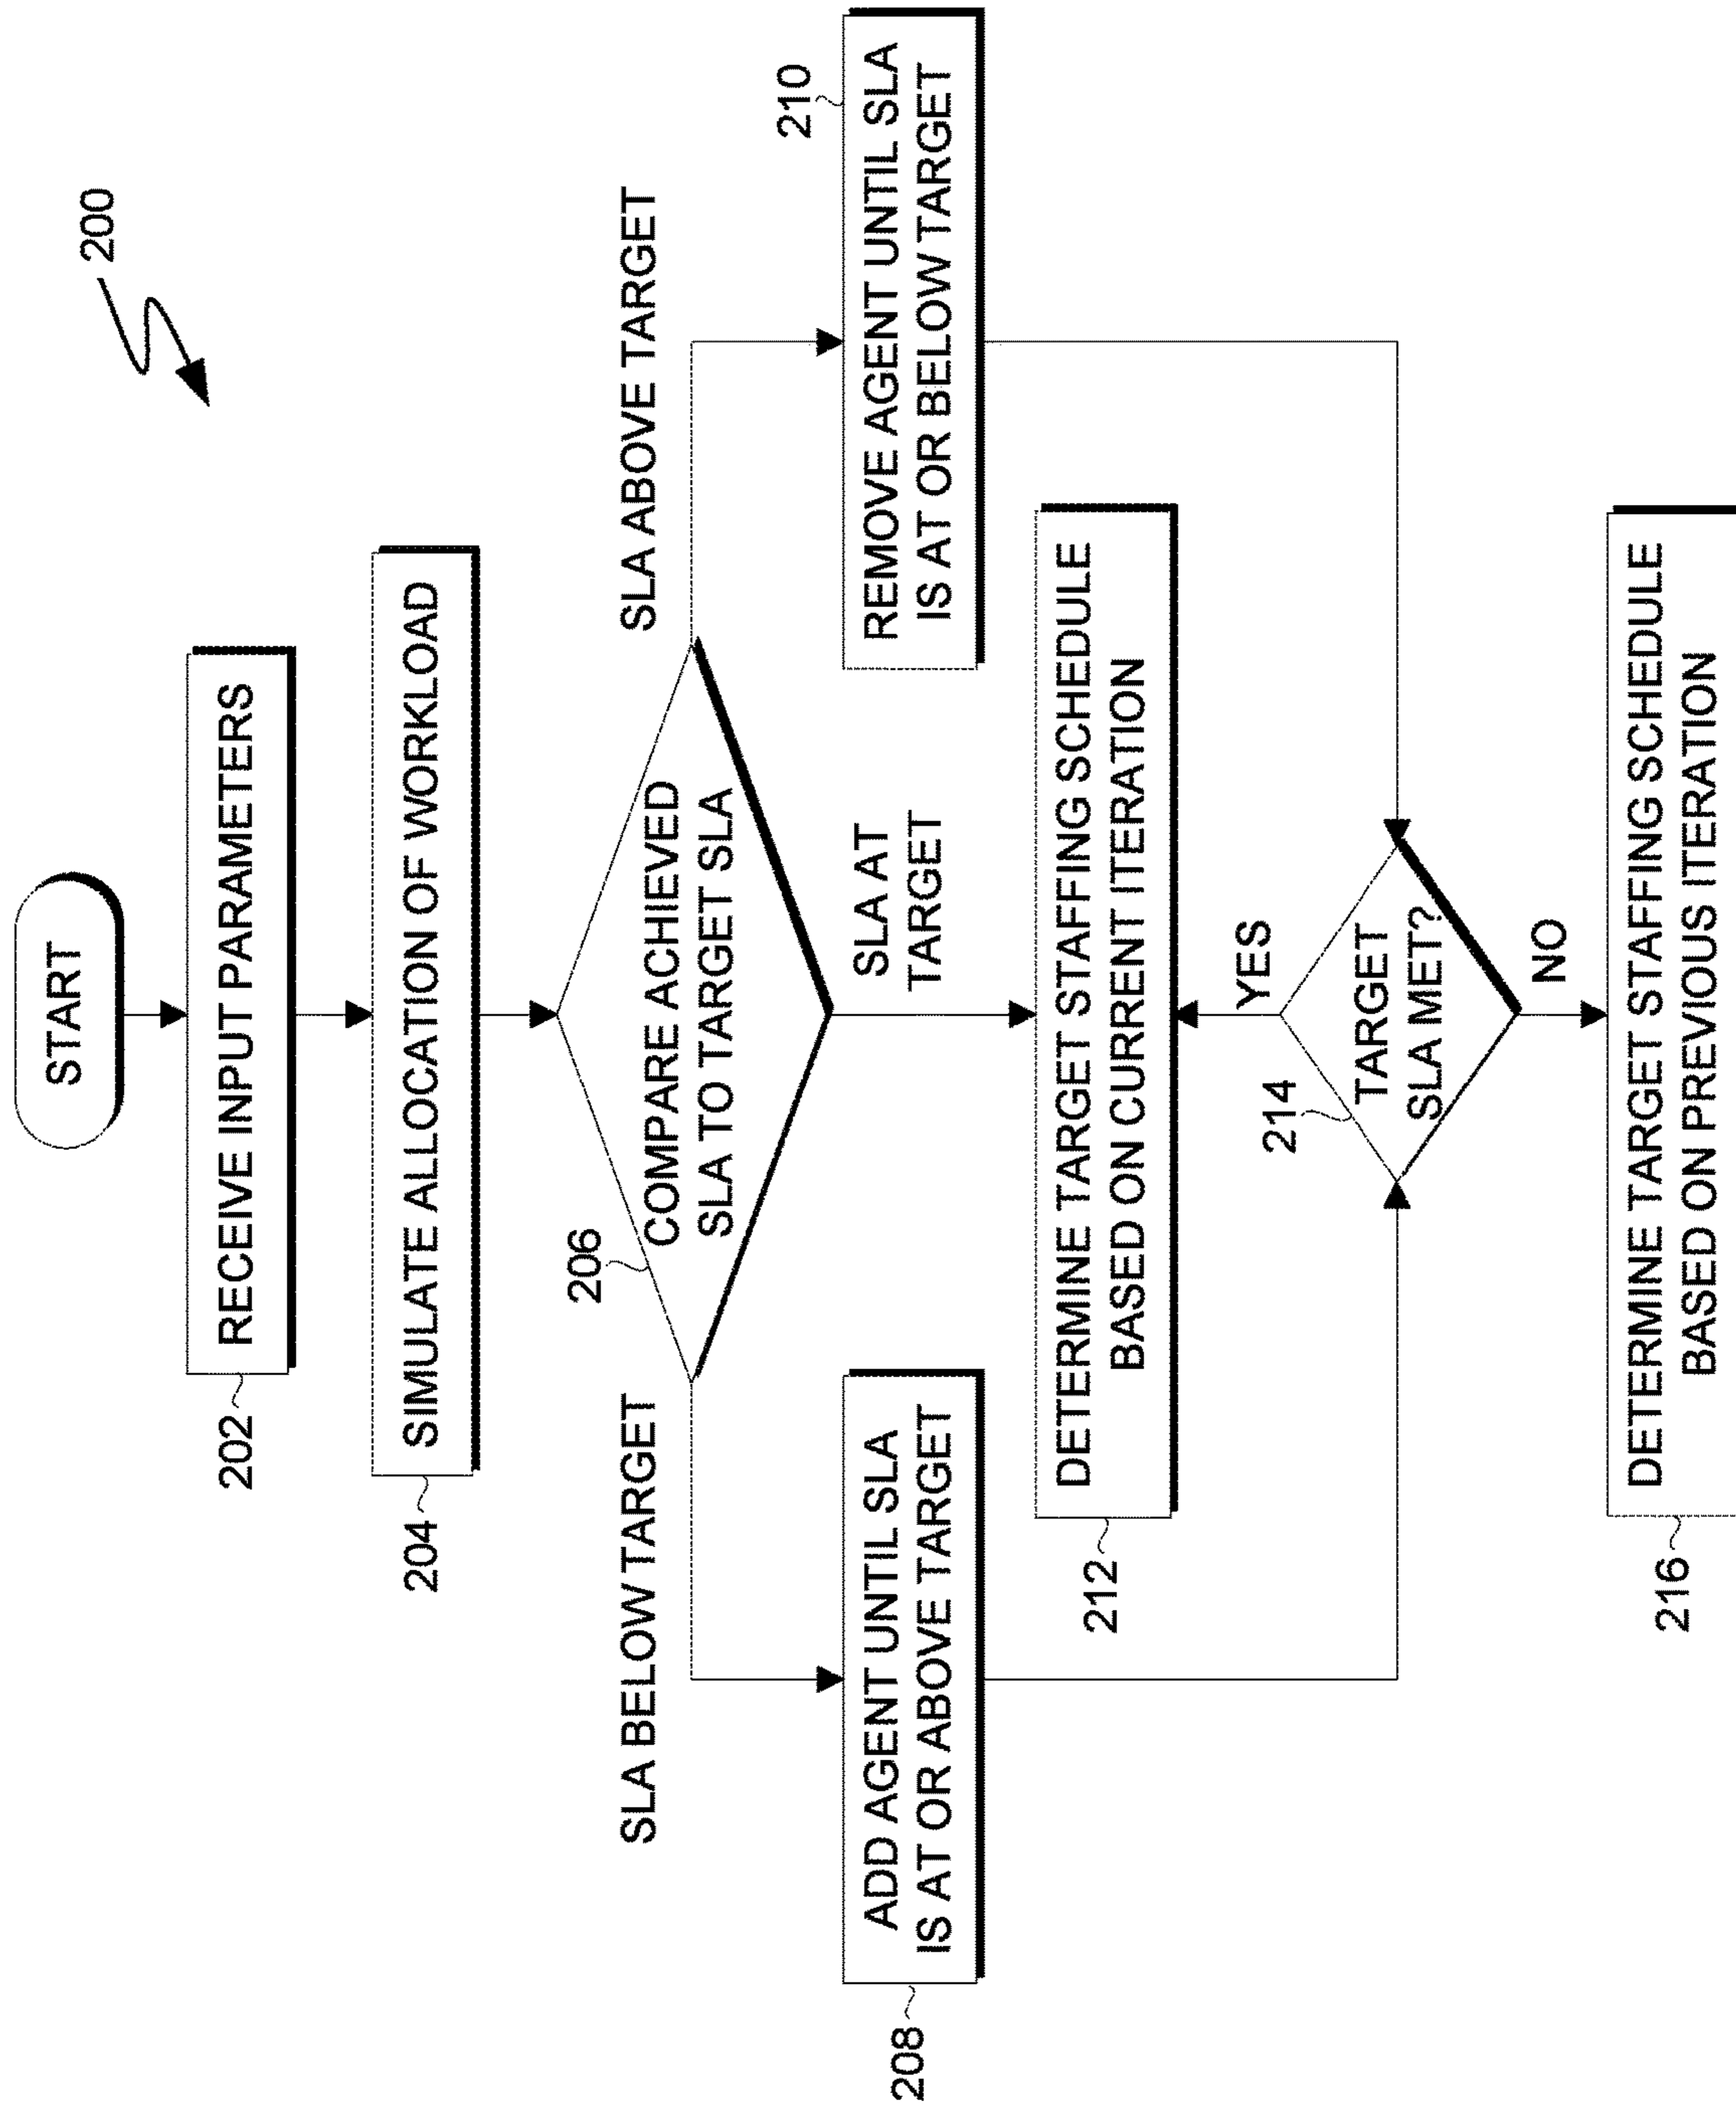 200
START
202
RECEIVE INPUT PARAMETERS
204
SIMULATE ALLOCATION OF WORKLOAD
206
COMPARE ACHIEVED
SLA TO TARGET SLA
SLA BELOW TARGET
SLA ABOVE TARGET
SLA AT
TARGET
208
ADD AGENT UNTIL SLA
IS AT OR ABOVE TARGET
210
REMOVE AGENT UNTIL SLA
IS AT OR BELOW TARGET
212
DETERMINE TARGET STAFFING SCHEDULE
BASED ON CURRENT ITERATION
YES
214
TARGET
SLA MET?
NO
216
DETERMINE TARGET STAFFING SCHEDULE
BASED ON PREVIOUS ITERATION